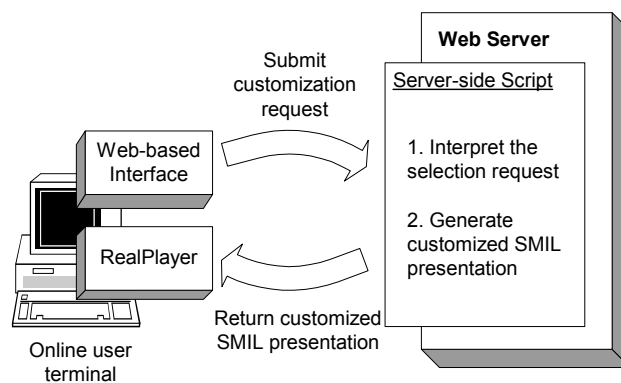 Submit
customization
request
Web-based
Interface
RealPlayer
Return customized
SMIL presentation
Online user
terminal
Web Server
Server-side Script
1. Interpret the
selection request
2. Generate
customized SMIL
presentation